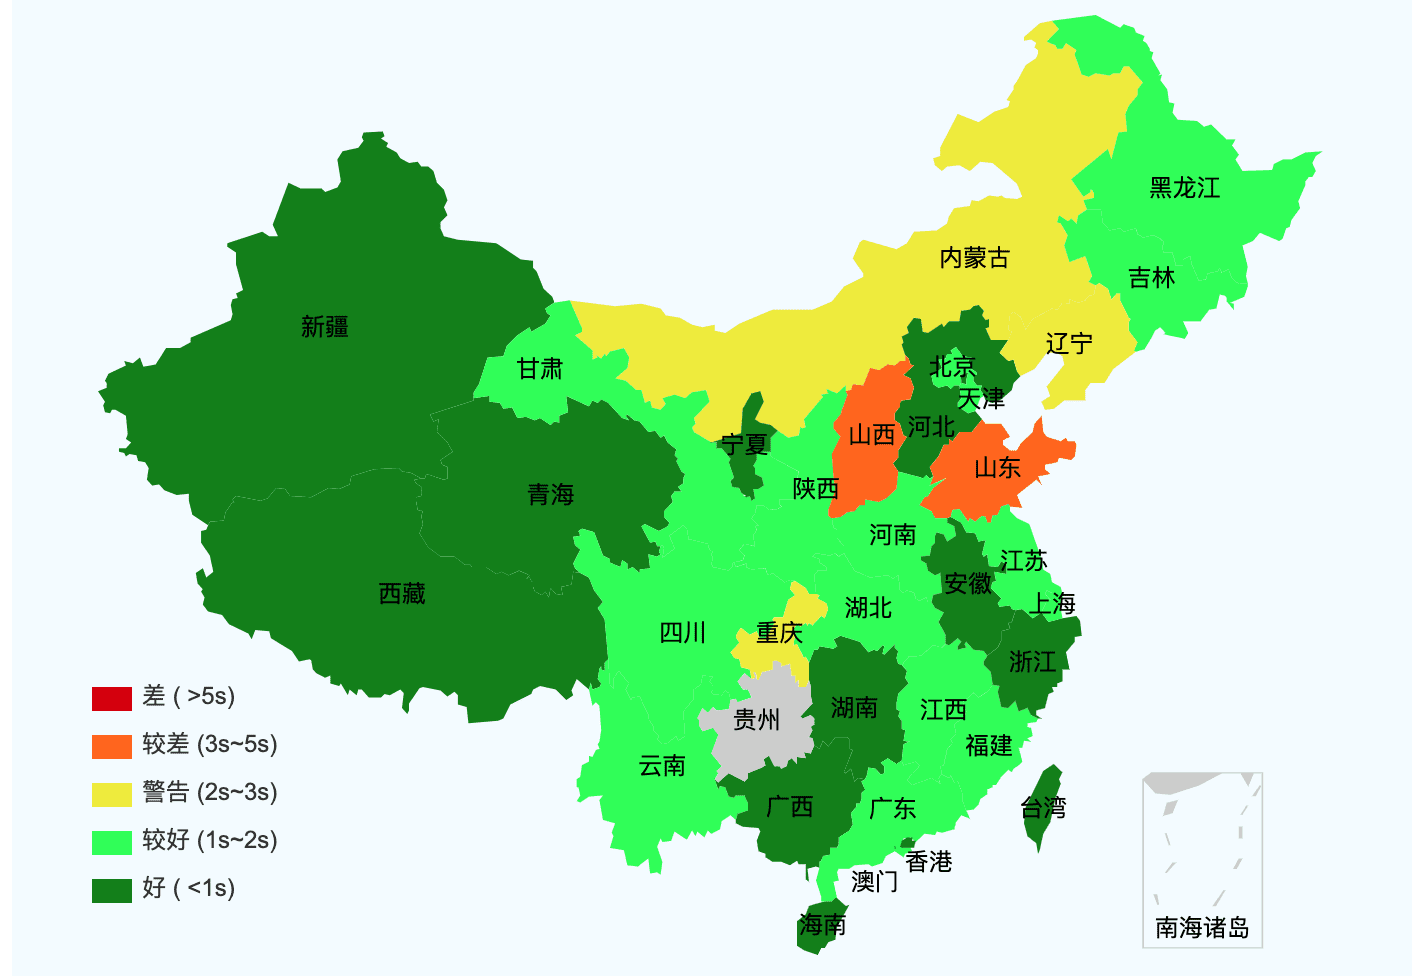 黑龙江
内蒙古
吉林
新疆
辽宁
甘肃
北京
天津
河北
山西
宁夏
山东
陕西
青海
河南
江苏
安徽
西藏
上海
湖北
四川
重庆
浙江
差 ( >5s)
湖南
江西
贵州
较差 (3s~5s)
福建
云南
警告 (2s~3s)
广西
广东
台湾
较好 (1s~2s)
香港
澳门
好 ( <1s)
海南
南海诸岛